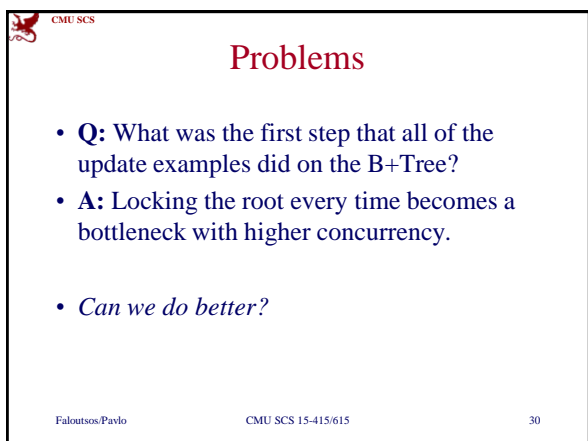 CMU SCS
Problems
• Q: What was the first step that all of the
update examples did on the B+Tree?
• A: Locking the root every time becomes a
bottleneck with higher concurrency.
• Can we do better?
Faloutsos/Pavlo CMU SCS 15-415/615 30